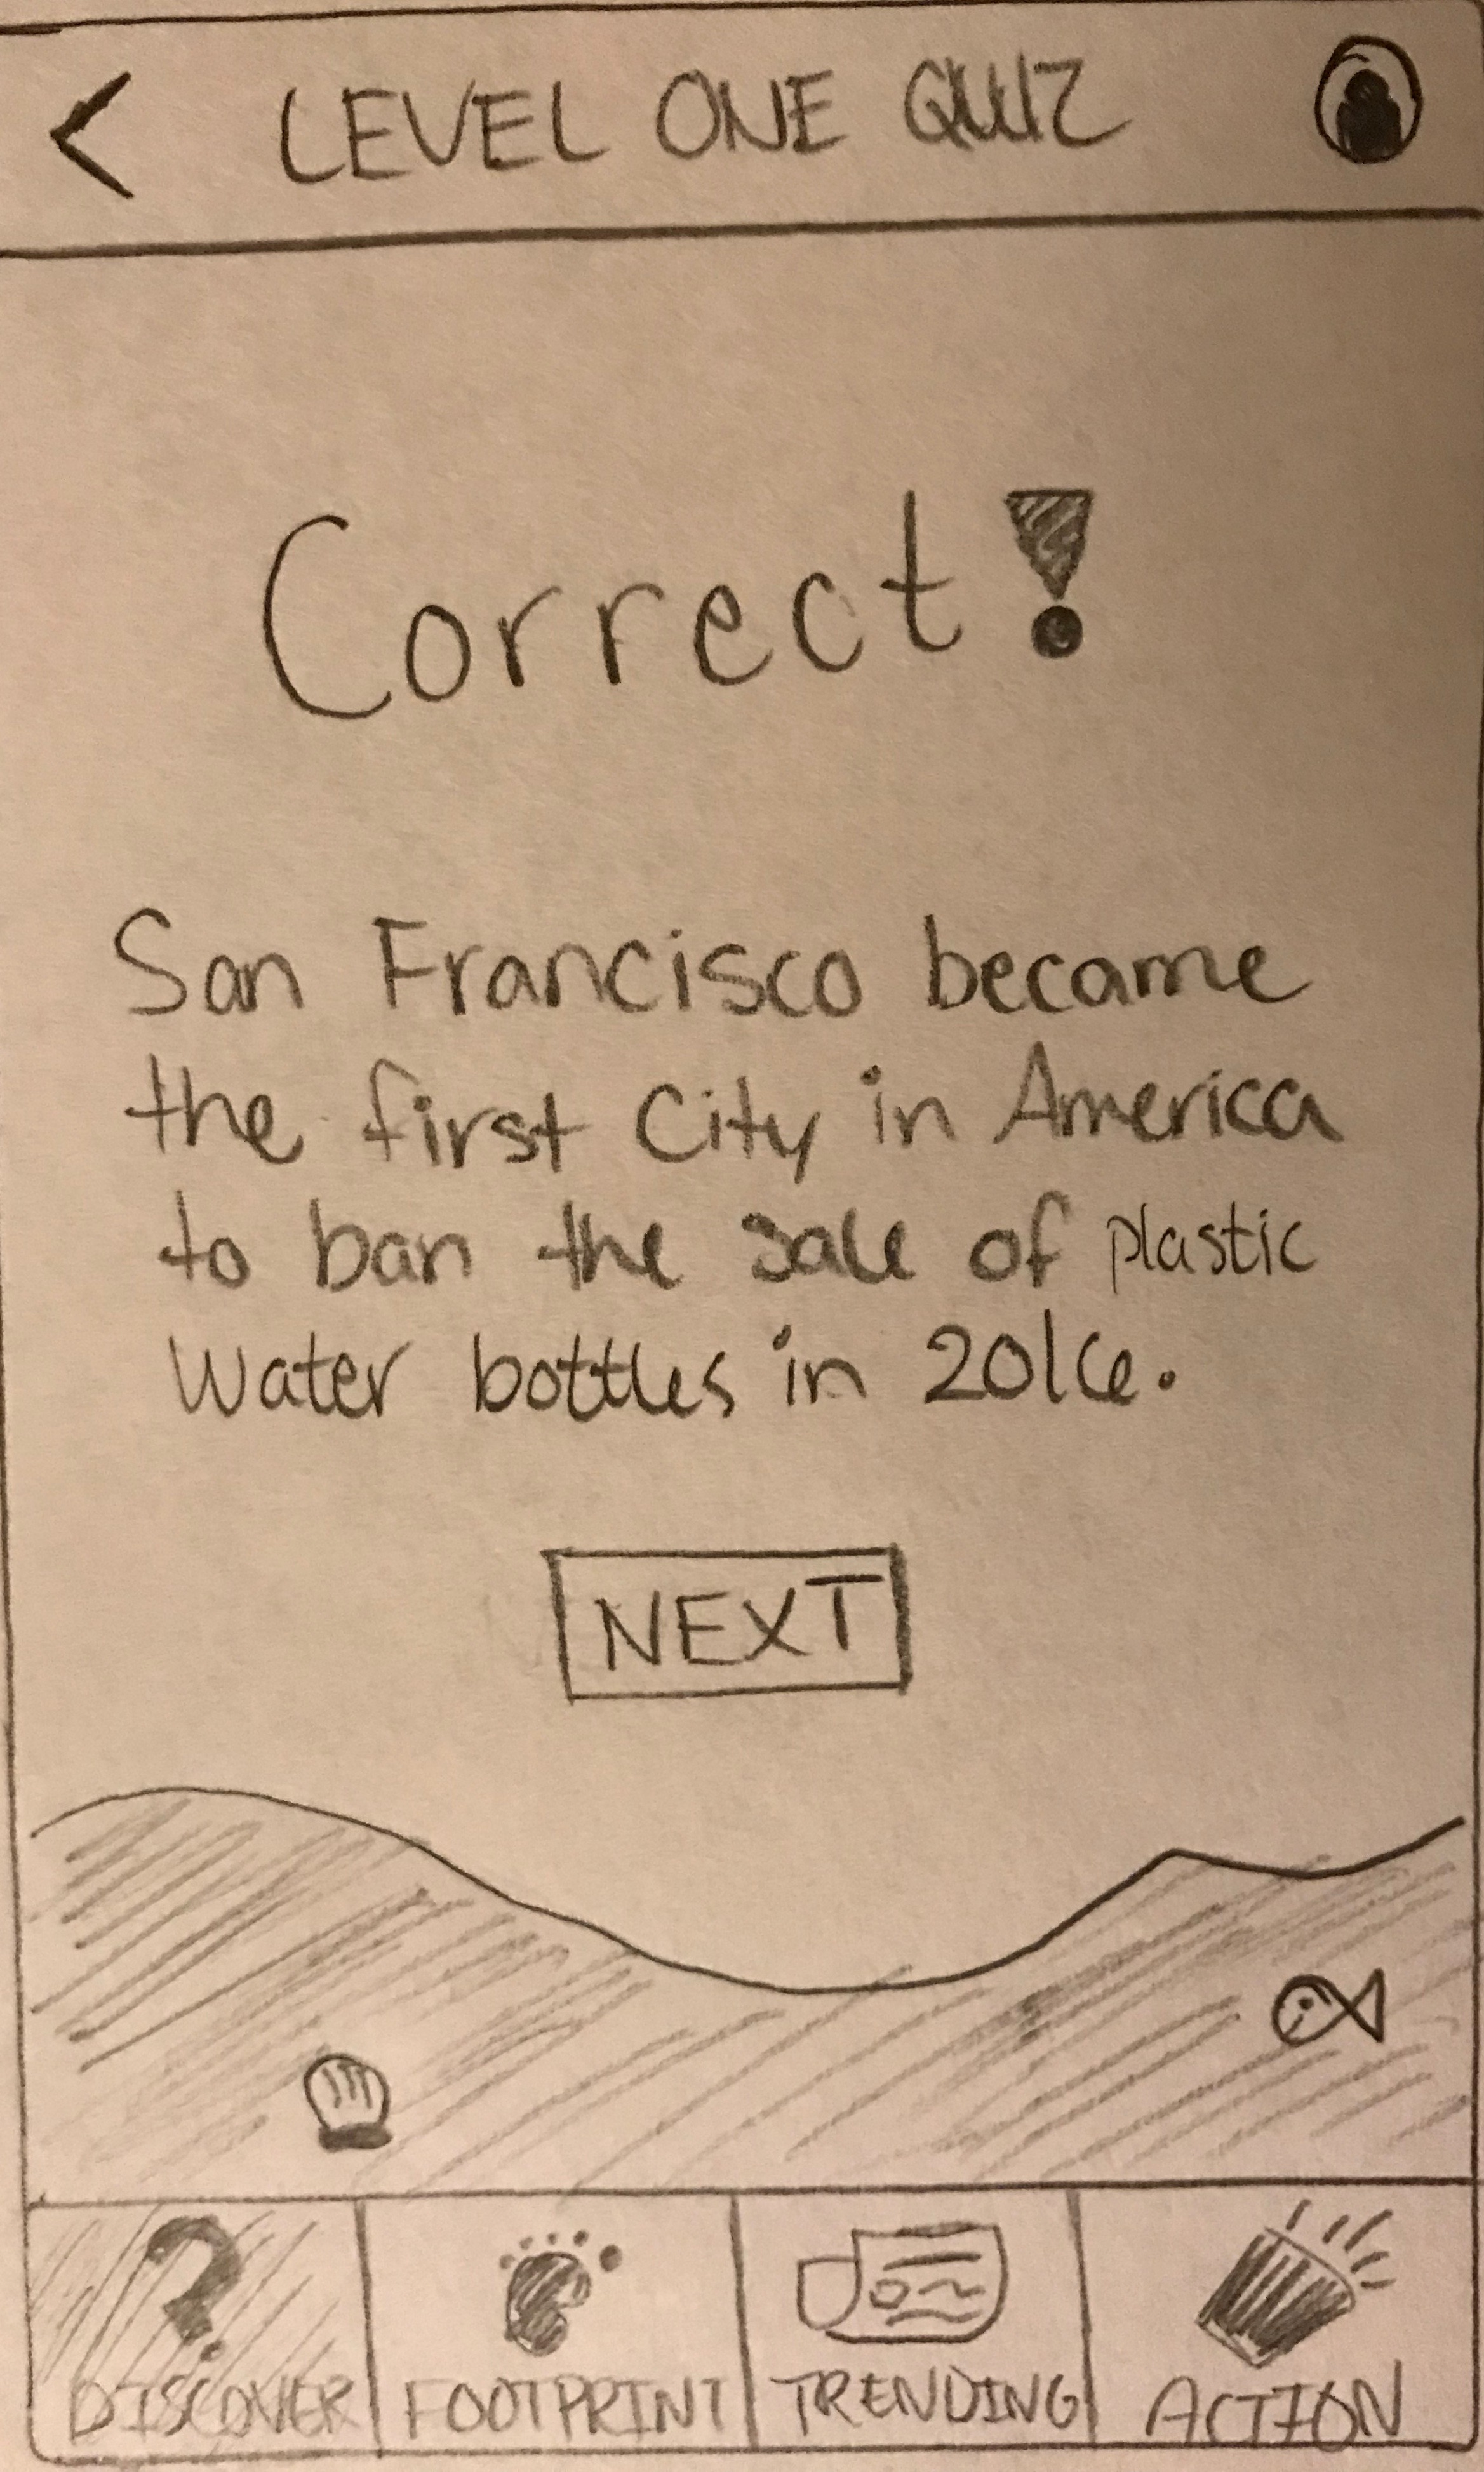 < LEVEL ONE QUIZ
Correct!
San Francisco became
the first City in America
to ban the sale of plastic
Water bottles in 2016.
NEXT
?
DISCOVER FOOTPRINT TRENDING ACTION